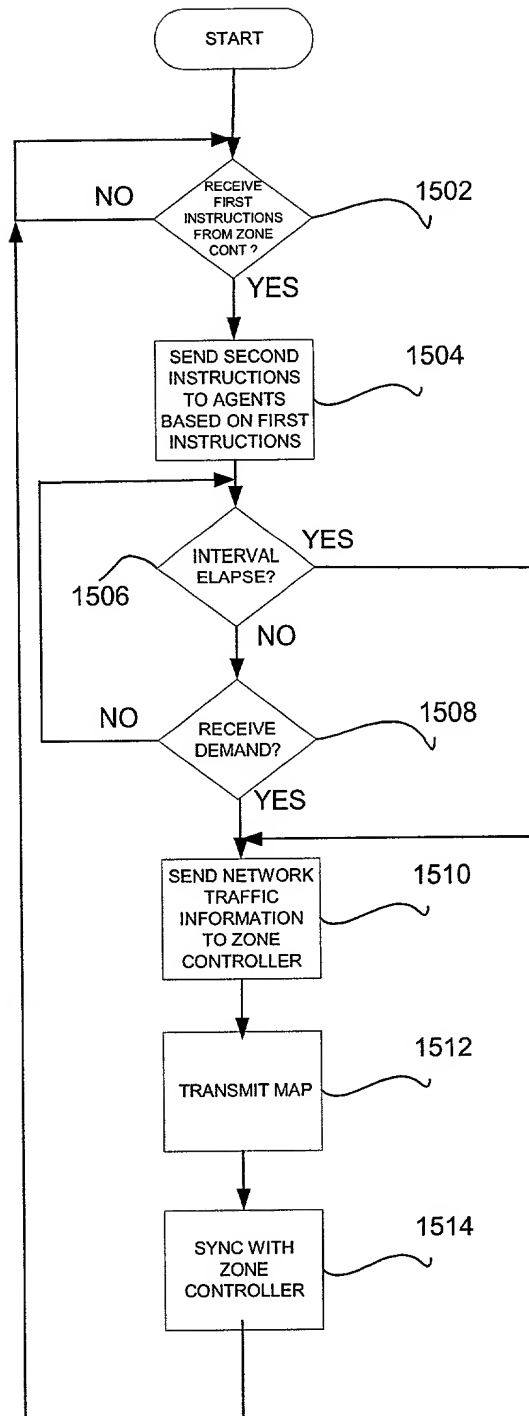 START
NO
RECEIVE
FIRST
INSTRUCTIONS
FROM ZONE
CONT ?
1502
YES
SEND SECOND
INSTRUCTIONS
TO AGENTS
BASED ON FIRST
INSTRUCTIONS
1504
INTERVAL
ELAPSE?
YES
1506
NO
NO
RECEIVE
DEMAND?
1508
YES
SEND NETWORK
TRAFFIC
INFORMATION
TO ZONE
CONTROLLER
1510
TRANSMIT MAP
1512
SYNC WITH
ZONE
CONTROLLER
1514